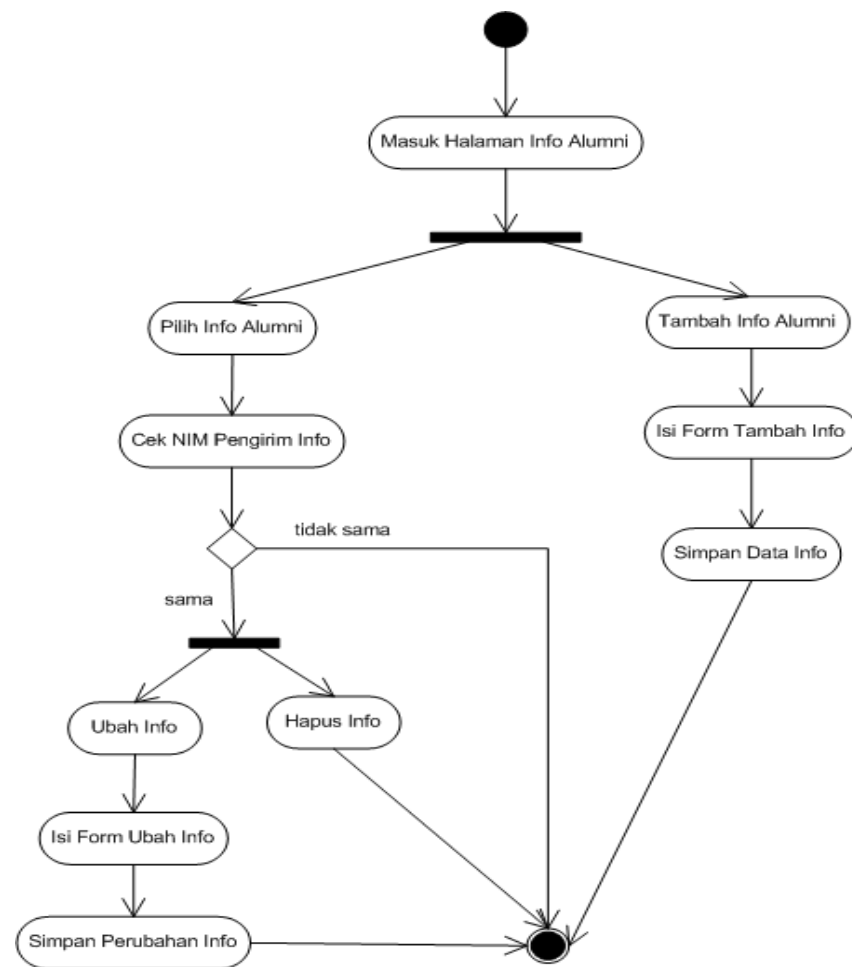 Masuk Halaman Info Alumni
Pilih Info Alumni
Tambah Info Alumni
Cek NIM Pengirim Info
Isi Form Tambah Info
tidak sama
Simpan Data Info
sama
Ubah Info
Hapus Info
Isi Form Ubah Info
Simpan Perubahan Info